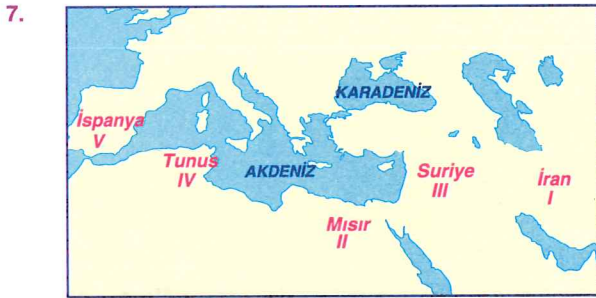 7.
KARADENİZ
İspanya
V
Tunus
IV
AKDENİZ
Suriye
III
İran
I
Mısır
II